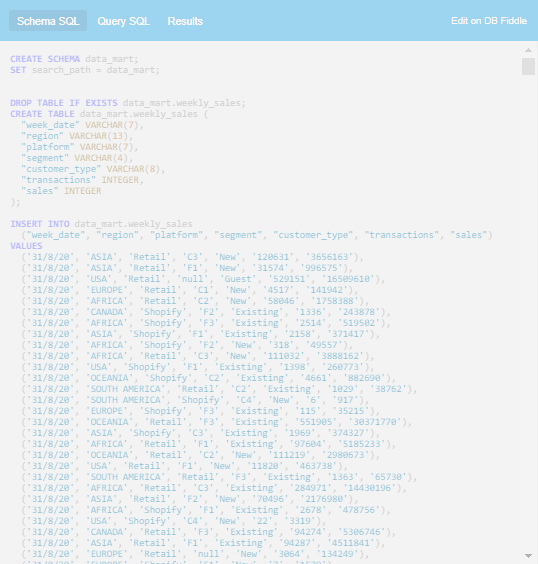 Schema SQL Query SQL Results Edit on DB Fiddle
CREATE SCHEMA data_mart;
SET search_path = data_mart;
DROP TABLE IF EXISTS data_mart.weekly_sales;
CREATE TABLE data_mart.weekly_sales (
"week_date" VARCHAR(7),
"region" VARCHAR(13),
"platform" VARCHAR(7),
"segment" VARCHAR(4),
"customer_type" VARCHAR(8),
"transactions" INTEGER,
"sales" INTEGER
);
INSERT INTO data_mart.weekly_sales
("week_date", "region", "platform", "segment", "customer_type", "transactions", "sales")
VALUES
('31/8/20', 'ASIA', 'Retail', 'C3', 'New', '120631', '3656163'),
('31/8/20', 'ASIA', 'Retail', 'F1', 'New', '31574', '996575'),
('31/8/20', 'USA', 'Retail', 'null', 'Guest', '529151', '16509610'),
('31/8/20', 'EUROPE', 'Retail', 'C1', 'New', '4517', '141942'),
('31/8/20', 'AFRICA', 'Retail', 'C2', 'New', '58046', '1758388'),
('31/8/20', 'CANADA', 'Shopify', 'F2', 'Existing', '1336', '243878'),
('31/8/20', 'AFRICA', 'Shopify', 'F3', 'Existing', '2514', '519502'),
('31/8/20', 'ASIA', 'Shopify', 'F1', 'Existing', '2158', '371417'),
('31/8/20', 'AFRICA', 'Shopify', 'F2', 'New', '318', '49557'),
('31/8/20', 'AFRICA', 'Retail', 'C3', 'New', '111032', '3888162'),
('31/8/20', 'USA', 'Shopify', 'F1', 'Existing', '1398', '260773'),
('31/8/20', 'OCEANIA', 'Shopify', 'C2', 'Existing', '4661', '882690'),
('31/8/20', 'SOUTH AMERICA', 'Retail', 'C2', 'Existing', '1029', '38762'),
('31/8/20', 'SOUTH AMERICA', 'Shopify', 'C4', 'New', '6', '917'),
('31/8/20', 'EUROPE', 'Shopify', 'F3', 'Existing', '115', '35215'),
('31/8/20', 'OCEANIA', 'Retail', 'F3', 'Existing', '551905', '30371770'),
('31/8/20', 'ASIA', 'Shopify', 'C3', 'Existing', '1969', '374327'),
('31/8/20', 'AFRICA', 'Retail', 'F1', 'Existing', '97604', '5185233'),
('31/8/20', 'OCEANIA', 'Retail', 'C2', 'New', '111219', '2980673'),
('31/8/20', 'USA', 'Retail', 'F1', 'New', '11820', '463738'),
('31/8/20', 'SOUTH AMERICA', 'Retail', 'F3', 'Existing', '1363', '65730'),
('31/8/20', 'AFRICA', 'Retail', 'C3', 'Existing', '284971', '14430196'),
('31/8/20', 'ASIA', 'Retail', 'F2', 'New', '70496', '2176980'),
('31/8/20', 'AFRICA', 'Shopify', 'F1', 'Existing', '2678', '478756'),
('31/8/20', 'USA', 'Shopify', 'C4', 'New', '22', '3319'),
('31/8/20', 'CANADA', 'Retail', 'F3', 'Existing', '94274', '5306746'),
('31/8/20', 'ASIA', 'Retail', 'F1', 'Existing', '94287', '4511841'),
('31/8/20', 'EUROPE', 'Retail', 'null', 'New', '3064', '134249'),